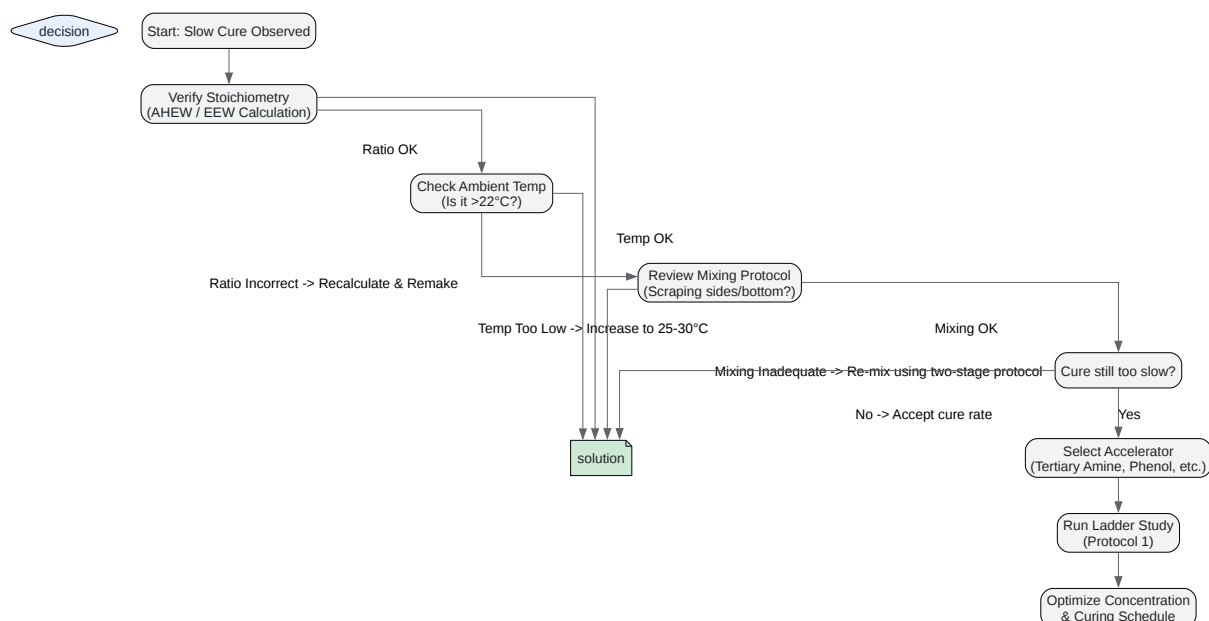 decision
Start: Slow Cure Observed
Verify Stoichiometry
(AHEW / EEW Calculation)
Ratio OK
Check Ambient Temp
(Is it >22°C?)
Temp OK
Ratio Incorrect -> Recalculate & Remake
Review Mixing Protocol
(Scraping sides/bottom?)
Temp Too Low -> Increase to 25-30°C
Mixing OK
Mixing Inadequate -> Re-mix using two-stage protocol
Cure still too slow?
No -> Accept cure rate
Yes
solution
Select Accelerator
(Tertiary Amine, Phenol, etc.)
Run Ladder Study
(Protocol 1)
Optimize Concentration
& Curing Schedule